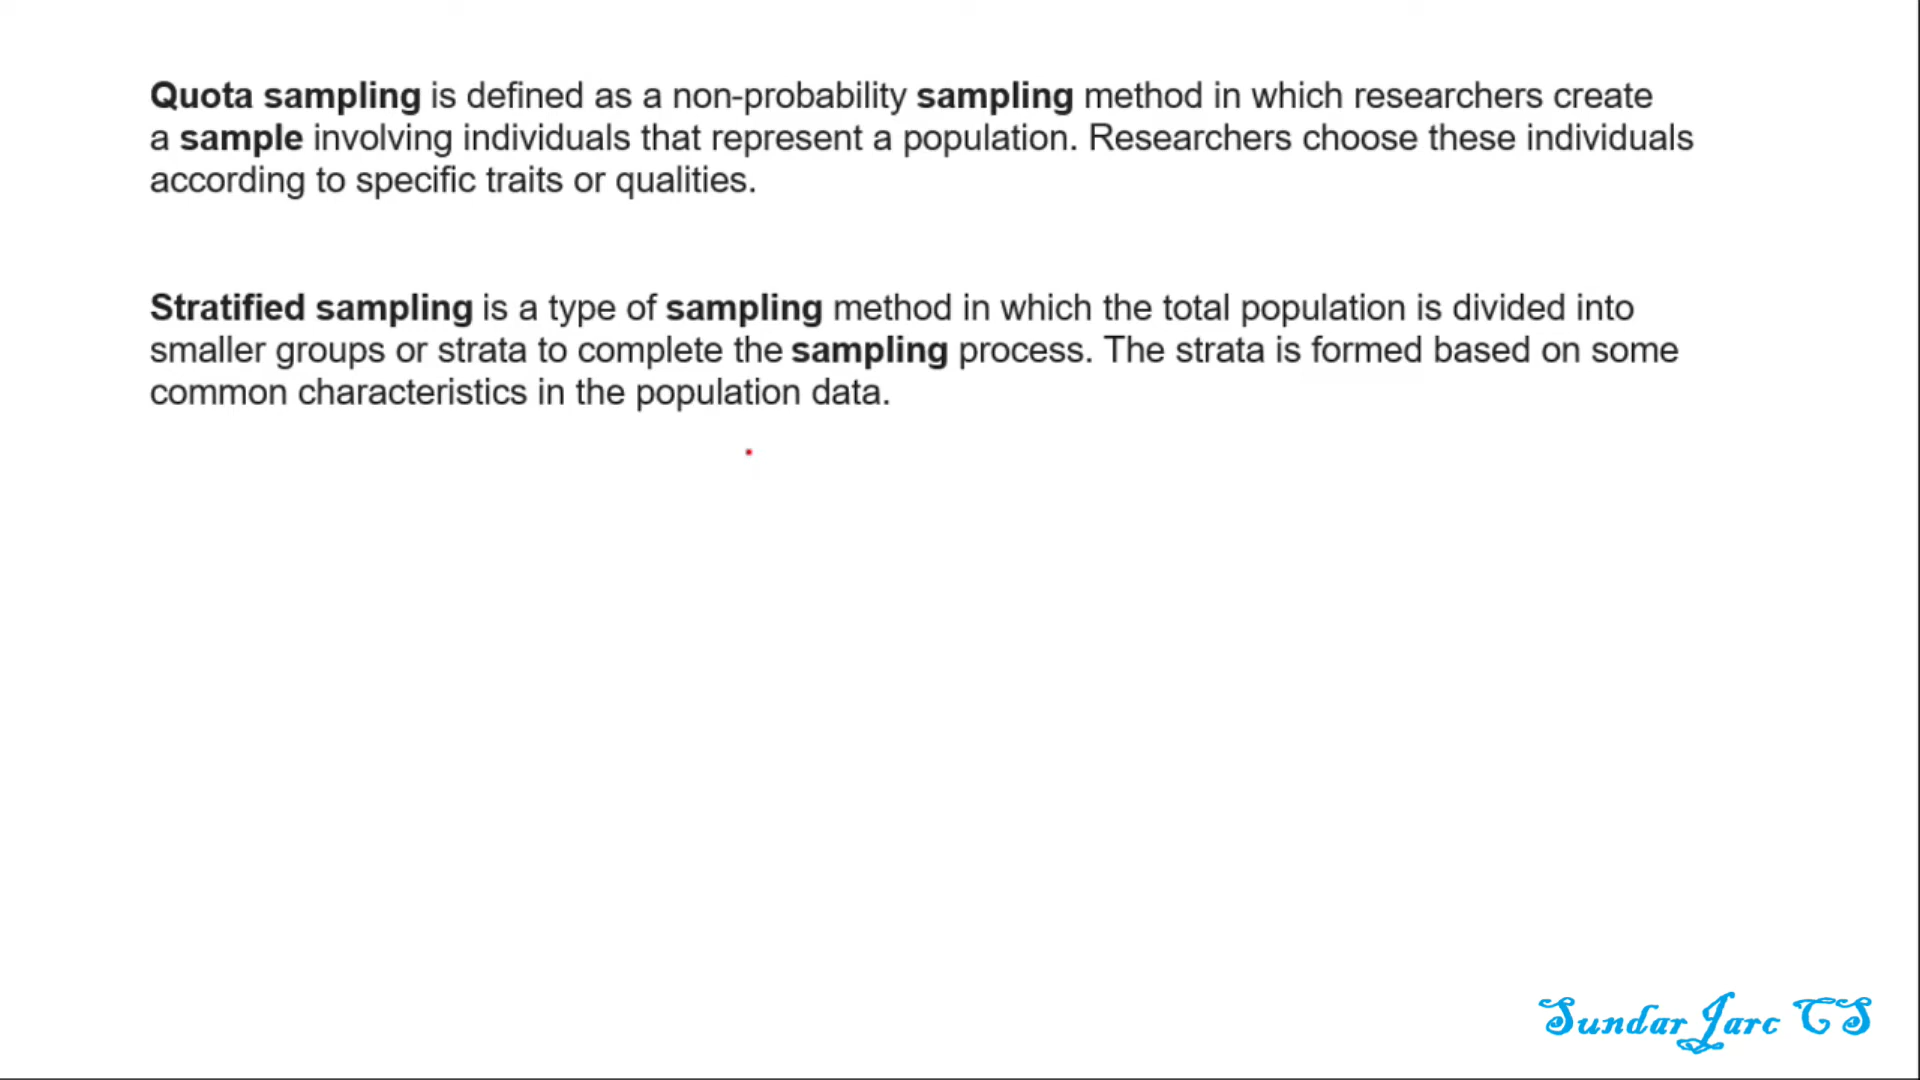 Quota sampling is defined as a non-probability sampling method in which researchers create
a sample involving individuals that represent a population. Researchers choose these individuals
according to specific traits or qualities.
Stratified sampling is a type of sampling method in which the total population is divided into
smaller groups or strata to complete the sampling process. The strata is formed based on some
common characteristics in the population data.
Sundar Jarc CS